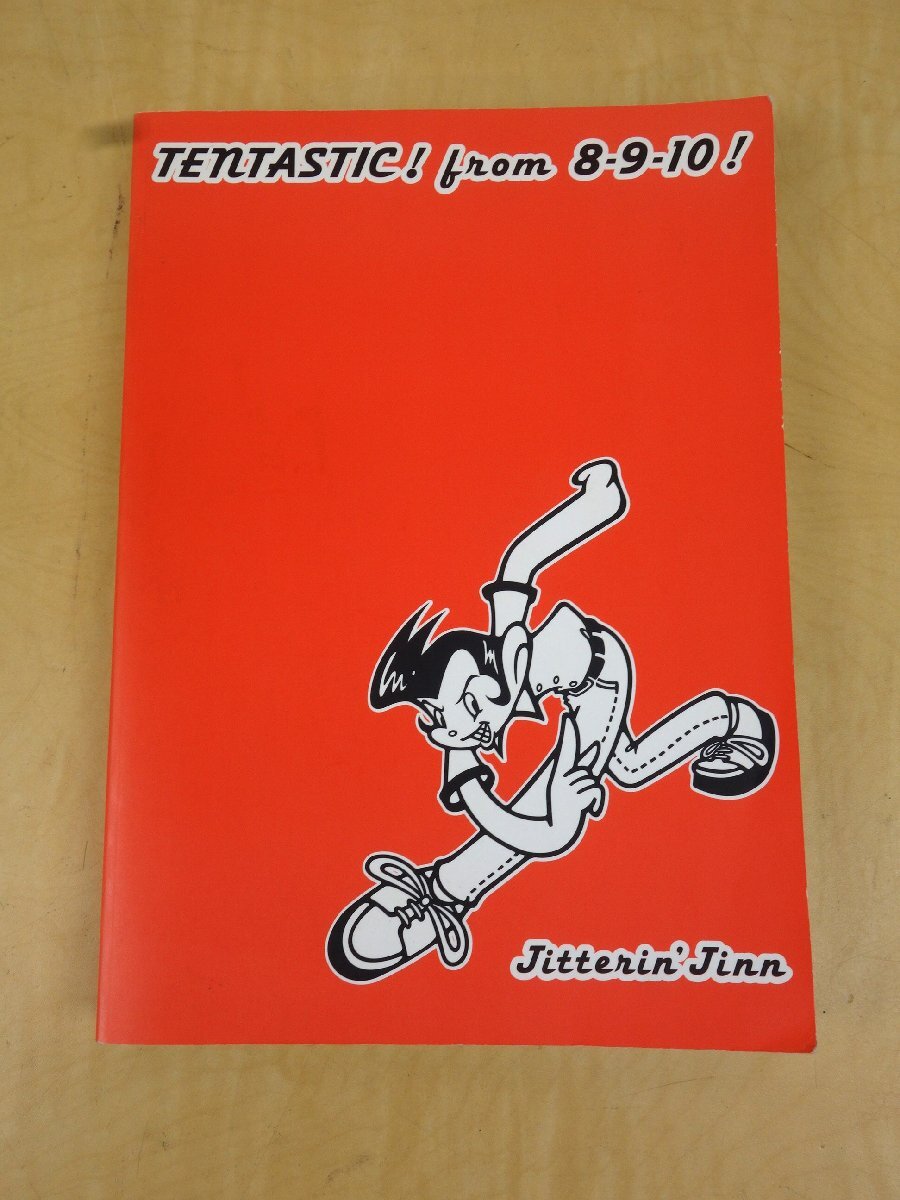 TENTASTIC! from 8-9-10!
Jitterin' Jinn